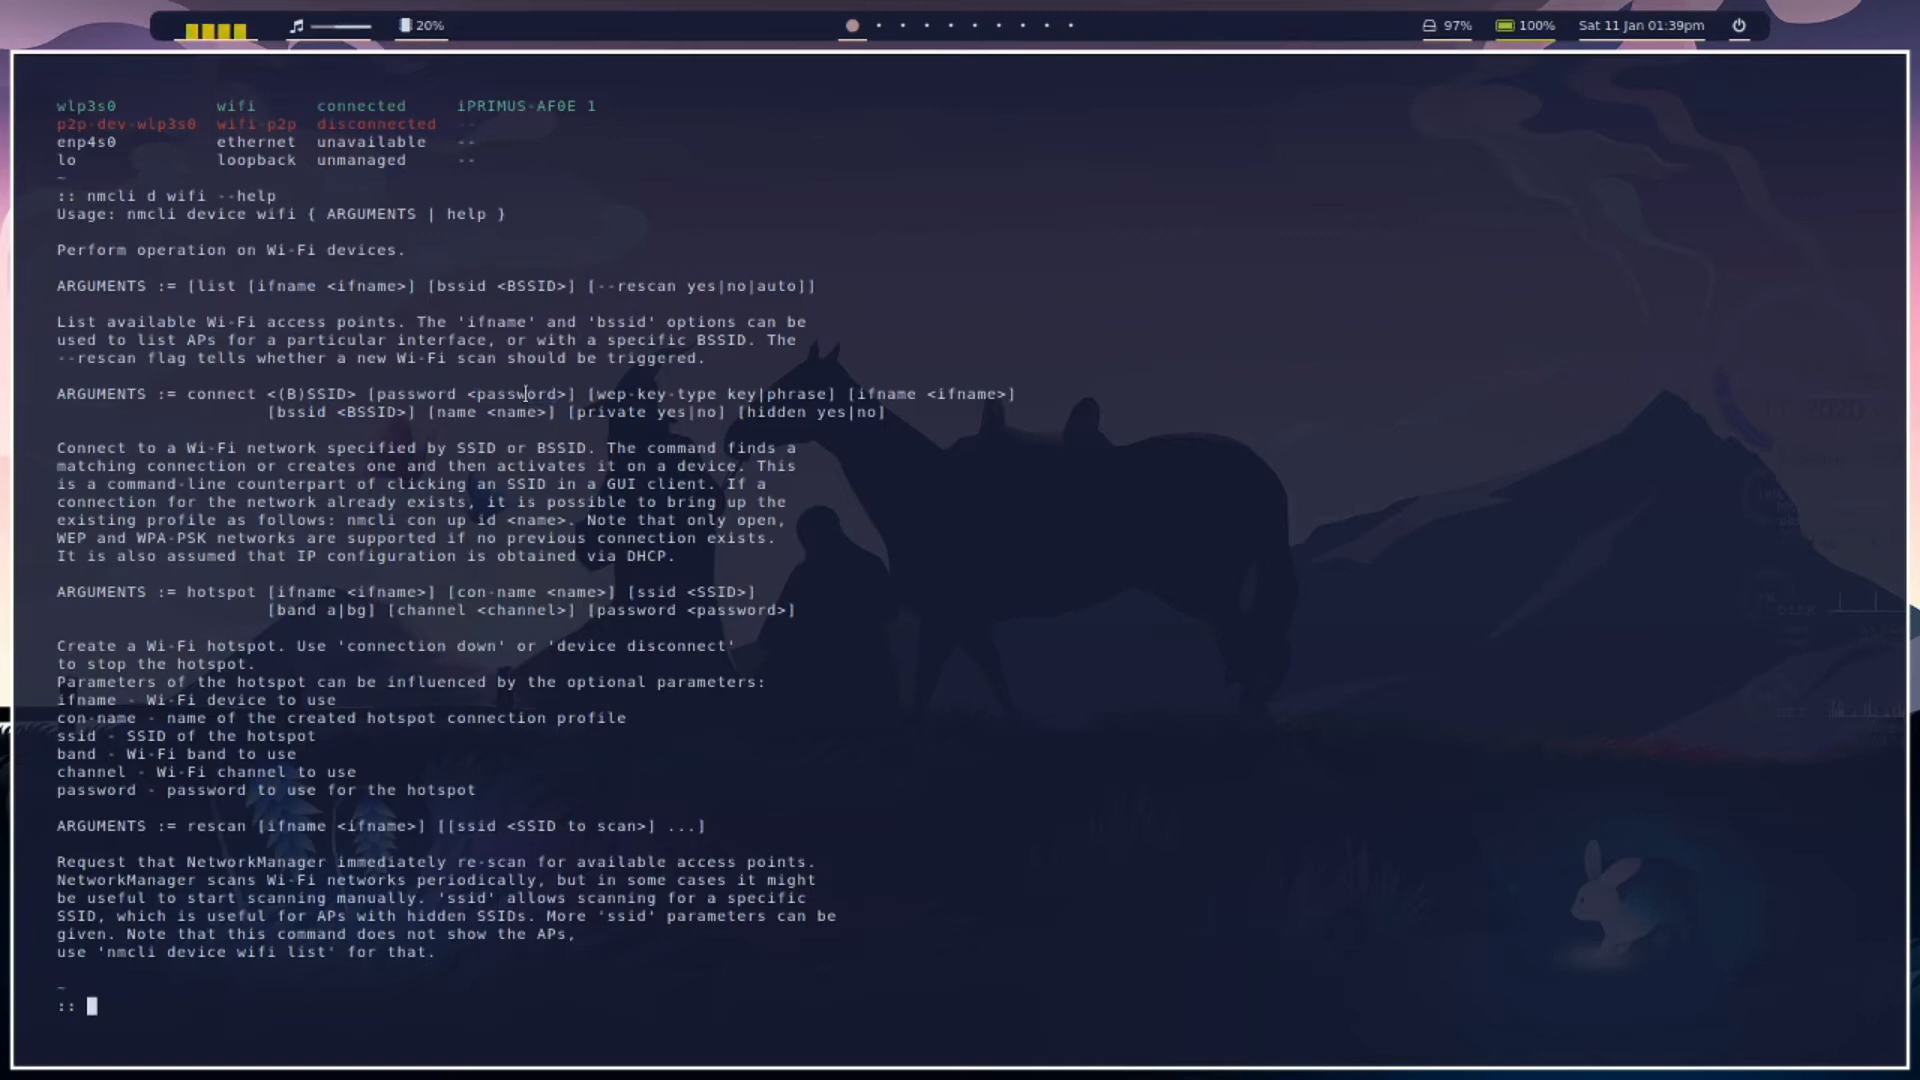 20%
97%
100%
Sat 11 Jan 01:39pm
wlp3s0 wifi connected iPRIMUS-AF0E 1
p2p-dev-wlp3s0 wifi-p2p disconnected --
enp4s0 ethernet unavailable --
lo loopback unmanaged --
~
:: nmcli d wifi --help
Usage: nmcli device wifi { ARGUMENTS | help }
Perform operation on Wi-Fi devices.
ARGUMENTS := [list [ifname <ifname>] [bssid <BSSID>] [--rescan yes|no|auto]]
List available Wi-Fi access points. The 'ifname' and 'bssid' options can be
used to list APs for a particular interface, or with a specific BSSID. The
--rescan flag tells whether a new Wi-Fi scan should be triggered.
ARGUMENTS := connect <(B)SSID> [password <password>] [wep-key-type key|phrase] [ifname <ifname>]
[bssid <BSSID>] [name <name>] [private yes|no] [hidden yes|no]
Connect to a Wi-Fi network specified by SSID or BSSID. The command finds a
matching connection or creates one and then activates it on a device. This
is a command-line counterpart of clicking an SSID in a GUI client. If a
connection for the network already exists, it is possible to bring up the
existing profile as follows: nmcli con up id <name>. Note that only open,
WEP and WPA-PSK networks are supported if no previous connection exists.
It is also assumed that IP configuration is obtained via DHCP.
ARGUMENTS := hotspot [ifname <ifname>] [con-name <name>] [ssid <SSID>]
[band a|bg] [channel <channel>] [password <password>]
Create a Wi-Fi hotspot. Use 'connection down' or 'device disconnect'
to stop the hotspot.
Parameters of the hotspot can be influenced by the optional parameters:
ifname - Wi-Fi device to use
con-name - name of the created hotspot connection profile
ssid - SSID of the hotspot
band - Wi-Fi band to use
channel - Wi-Fi channel to use
password - password to use for the hotspot
ARGUMENTS := rescan [ifname <ifname>] [[ssid <SSID to scan>] ...]
Request that NetworkManager immediately re-scan for available access points.
NetworkManager scans Wi-Fi networks periodically, but in some cases it might
be useful to start scanning manually. 'ssid' allows scanning for a specific
SSID, which is useful for APs with hidden SSIDs. More 'ssid' parameters can be
given. Note that this command does not show the APs,
use 'nmcli device wifi list' for that.
~
::